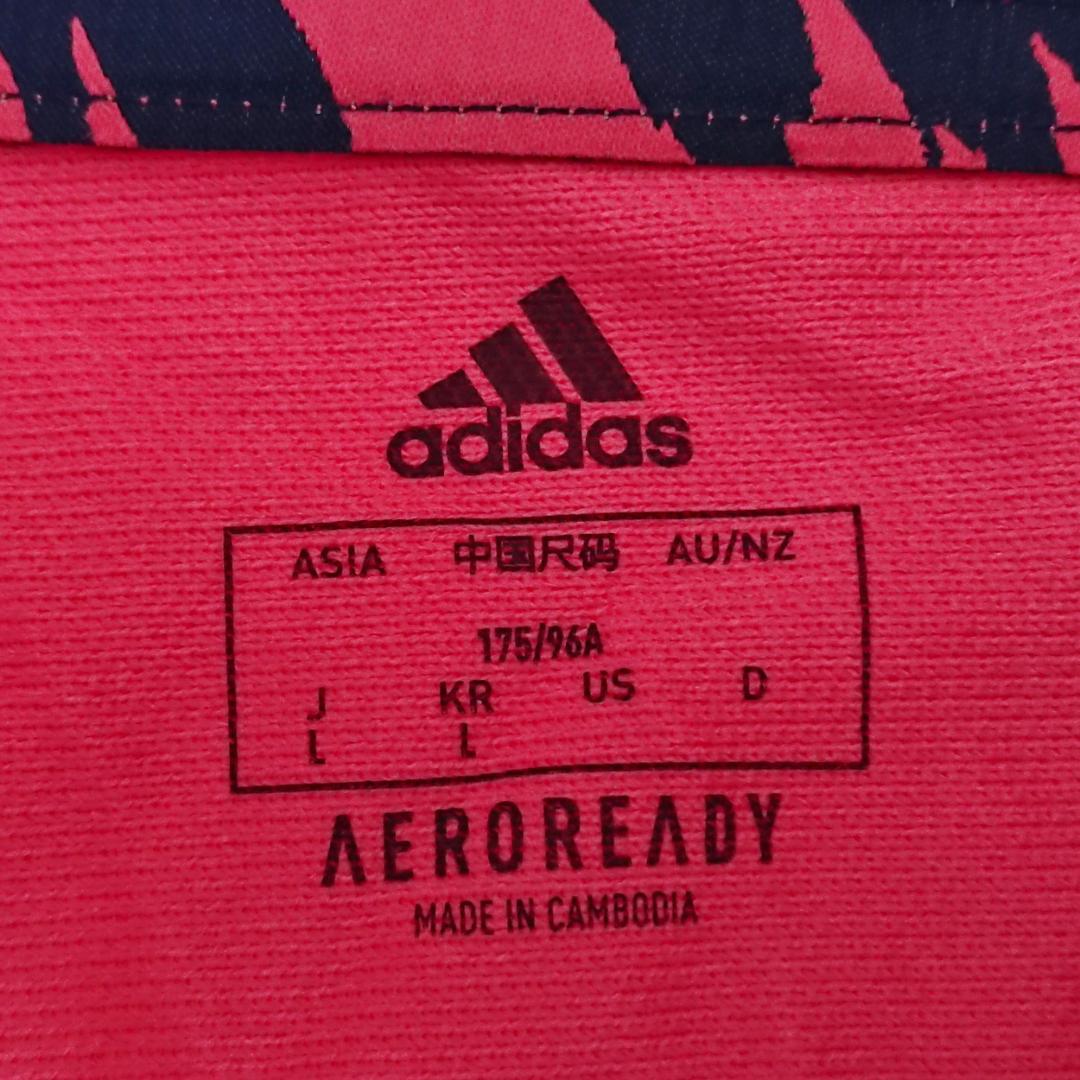 adidas
ASIA 中国尺码 AU/NZ
175/96A
J KR US D
L L
AEROREADY
MADE IN CAMBODIA